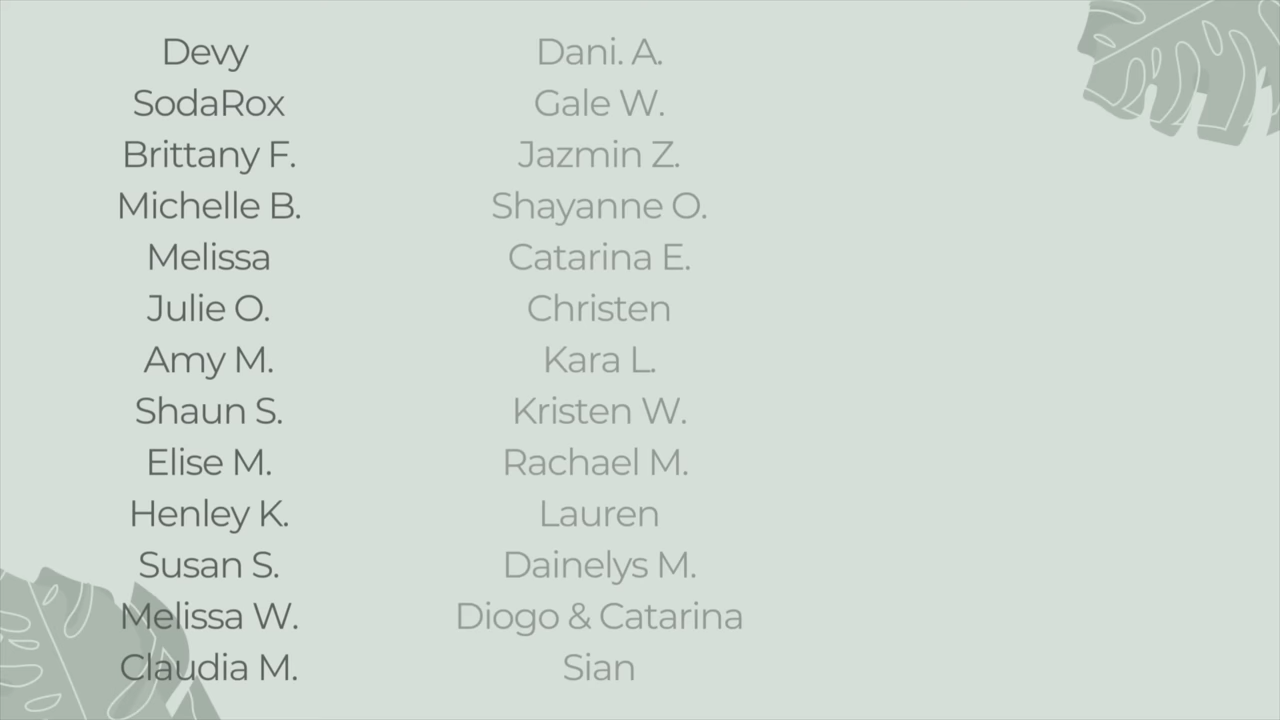 Devy
SodaRox
Brittany F.
Michelle B.
Melissa
Julie O.
Amy M.
Shaun S.
Elise M.
Henley K.
Susan S.
Melissa W.
Claudia M.
Dani. A.
Gale W.
Jazmin Z.
Shayanne O.
Catarina E.
Christen
Kara L.
Kristen W.
Rachael M.
Lauren
Dainelys M.
Diogo & Catarina
Sian